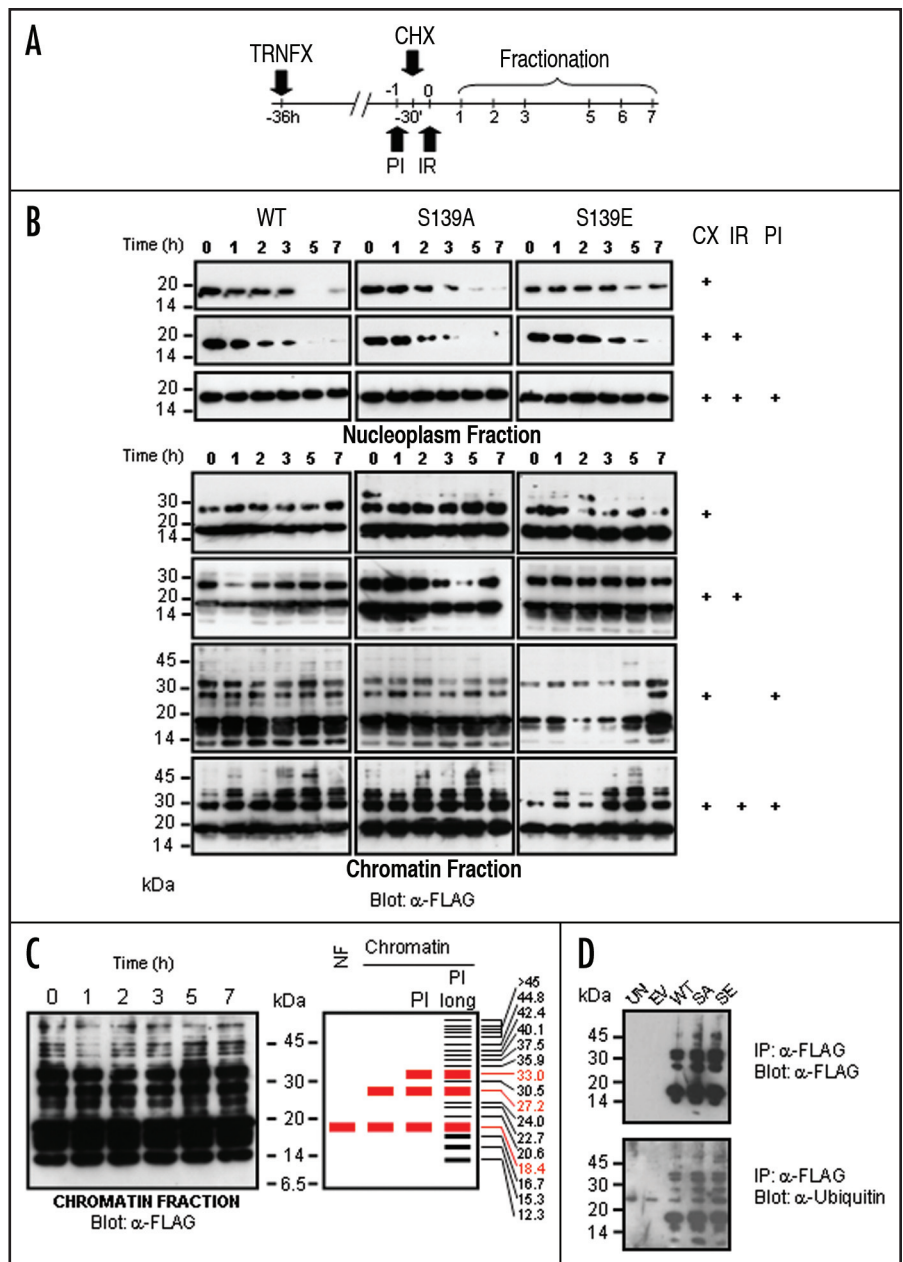 A
TRNFX
CHX
Fractionation
-1 0
-36h -30' 1 2 3 5 6 7
PI IR
B
WT S139A S139E
CX IR PI
Time (h) 0 1 2 3 5 7 0 1 2 3 5 7 0 1 2 3 5 7
20
14
+
20
14
+ +
20
14
+ + +
Nucleoplasm Fraction
Time (h) 0 1 2 3 5 7 0 1 2 3 5 7 0 1 2 3 5 7
30
20
14
+
30
20
14
+ +
45
30
20
14
+ +
45
30
20
14
+ + +
Chromatin Fraction
kDa
Blot: α-FLAG
C
Time (h)
0 1 2 3 5 7
kDa
45
30
20
14
6.5
CHROMATIN FRACTION
Blot: α-FLAG
NF
Chromatin
PI
PI long
>45
44.8
42.4
40.1
37.5
35.9
33.0
30.5
27.2
24.0
22.7
20.6
18.4
16.7
15.3
12.3
D
kDa UN EV WT SA SE
45
30
20
14
IP: α-FLAG
Blot: α-FLAG
45
30
20
14
IP: α-FLAG
Blot: α-Ubiquitin